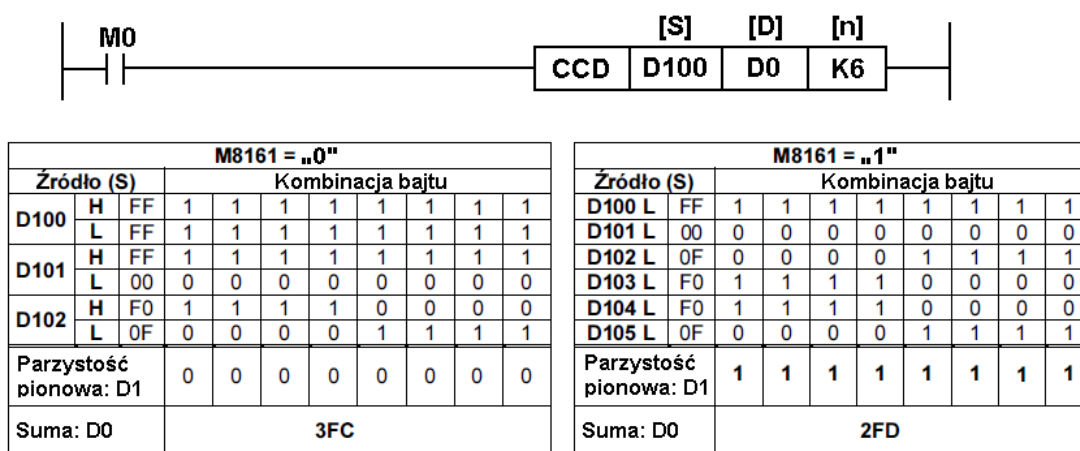 [S] [D] [n]
M0
CCD D100 D0 K6
M8161 = „0"
Źródło (S) Kombinacja bajtu
D100 H FF 1 1 1 1 1 1 1 1
L FF 1 1 1 1 1 1 1 1
D101 H FF 1 1 1 1 1 1 1 1
L 00 0 0 0 0 0 0 0 0
D102 H F0 1 1 1 1 0 0 0 0
L 0F 0 0 0 0 1 1 1 1
Parzystość
pionowa: D1 0 0 0 0 0 0 0 0
Suma: D0 3FC
M8161 = „1"
Źródło (S) Kombinacja bajtu
D100 L FF 1 1 1 1 1 1 1 1
D101 L 00 0 0 0 0 0 0 0 0
D102 L 0F 0 0 0 0 1 1 1 1
D103 L F0 1 1 1 1 0 0 0 0
D104 L F0 1 1 1 1 0 0 0 0
D105 L 0F 0 0 0 0 1 1 1 1
Parzystość
pionowa: D1 1 1 1 1 1 1 1 1
Suma: D0 2FD